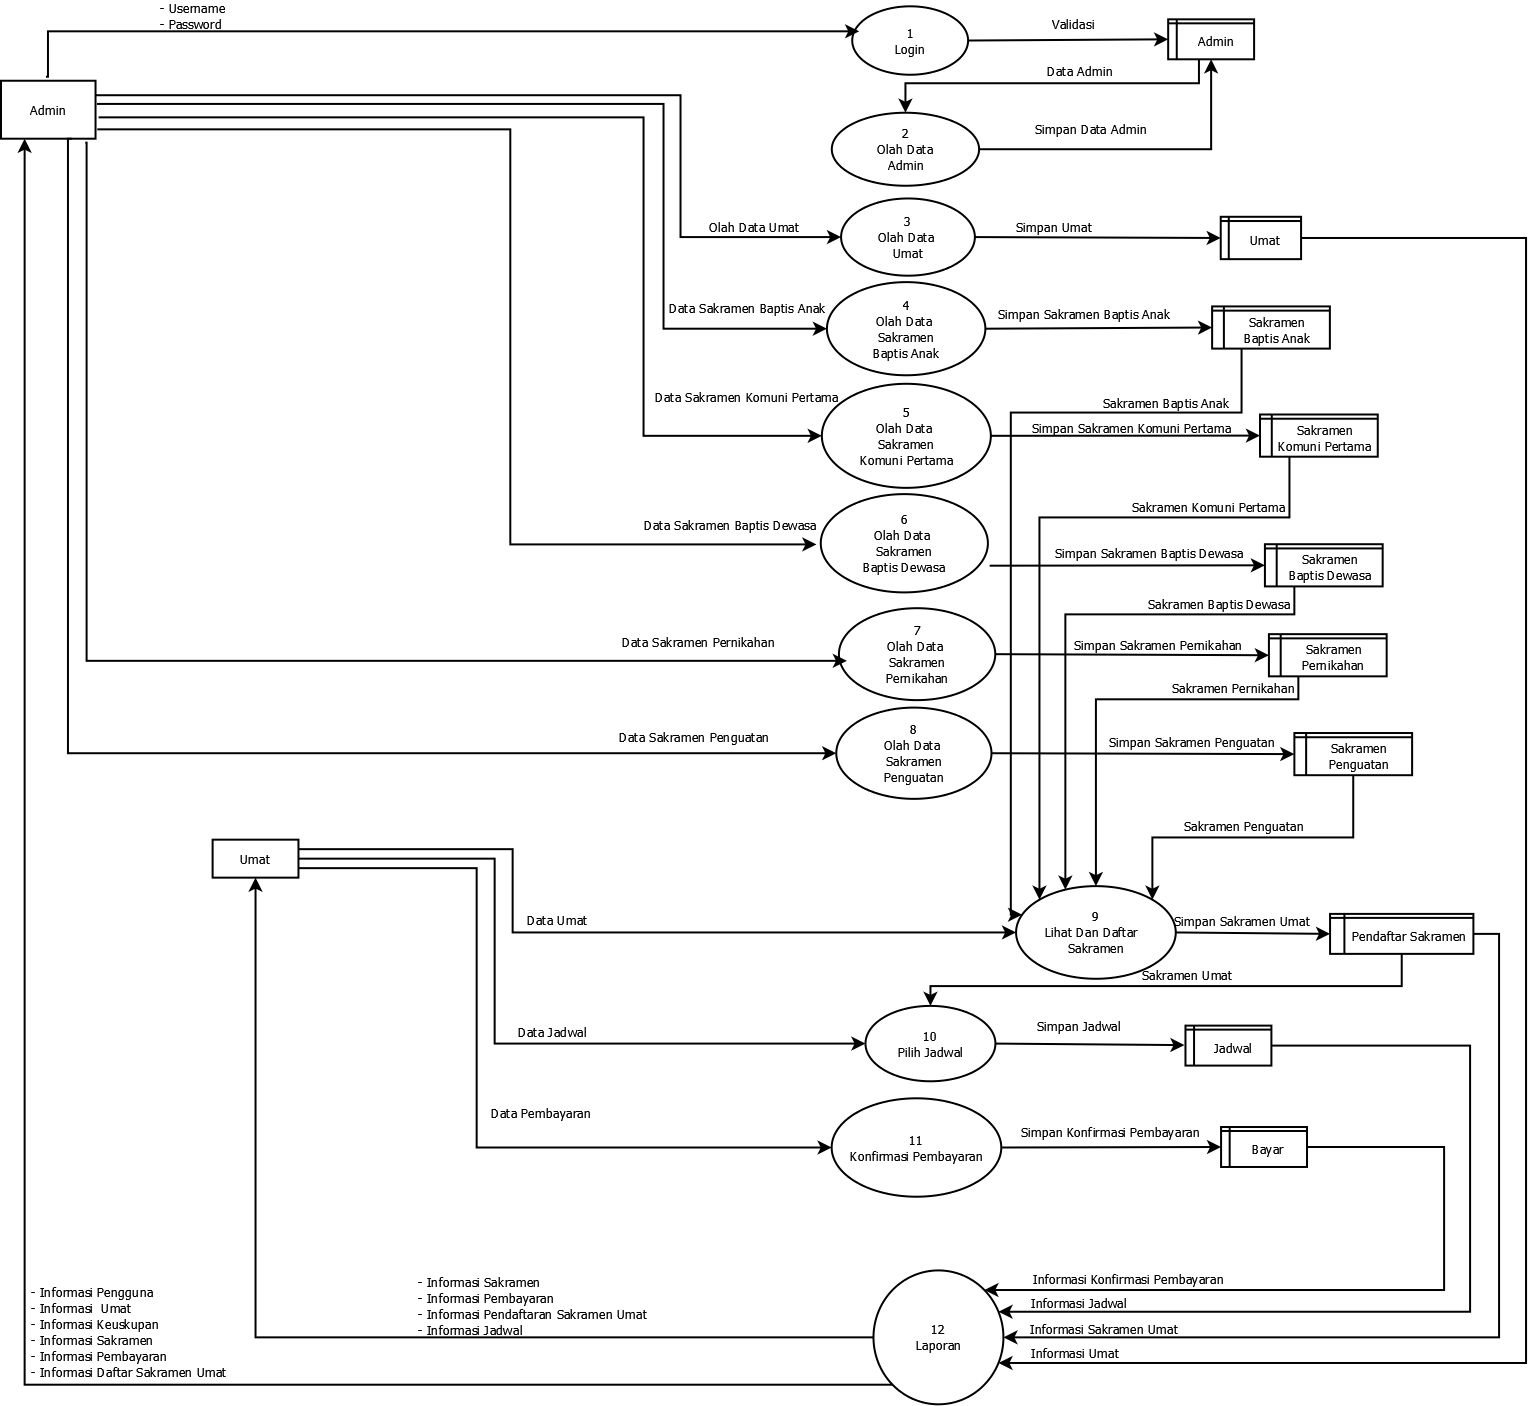 - Username
- Password
1
Login
Validasi
Admin
Data Admin
Admin
2
Olah Data
Admin
Simpan Data Admin
Olah Data Umat
3
Olah Data
Umat
Simpan Umat
Umat
Data Sakramen Baptis Anak
4
Olah Data
Sakramen
Baptis Anak
Simpan Sakramen Baptis Anak
Sakramen
Baptis Anak
Sakramen Baptis Anak
Data Sakramen Komuni Pertama
5
Olah Data
Sakramen
Komuni Pertama
Simpan Sakramen Komuni Pertama
Sakramen
Komuni Pertama
Sakramen Komuni Pertama
Data Sakramen Baptis Dewasa
6
Olah Data
Sakramen
Baptis Dewasa
Simpan Sakramen Baptis Dewasa
Sakramen
Baptis Dewasa
Sakramen Baptis Dewasa
Data Sakramen Pernikahan
7
Olah Data
Sakramen
Pernikahan
Simpan Sakramen Pernikahan
Sakramen
Pernikahan
Sakramen Pernikahan
Data Sakramen Penguatan
8
Olah Data
Sakramen
Penguatan
Simpan Sakramen Penguatan
Sakramen
Penguatan
Sakramen Penguatan
Umat
Data Umat
9
Lihat Dan Daftar
Sakramen
Simpan Sakramen Umat
Pendaftar Sakramen
Sakramen Umat
Data Jadwal
10
Pilih Jadwal
Simpan Jadwal
Jadwal
Data Pembayaran
11
Konfirmasi Pembayaran
Simpan Konfirmasi Pembayaran
Bayar
- Informasi Pengguna
- Informasi  Umat
- Informasi Keuskupan
- Informasi Sakramen
- Informasi Pembayaran
- Informasi Daftar Sakramen Umat
- Informasi Sakramen
- Informasi Pembayaran
- Informasi Pendaftaran Sakramen Umat
- Informasi Jadwal
12
Laporan
Informasi Konfirmasi Pembayaran
Informasi Jadwal
Informasi Sakramen Umat
Informasi Umat